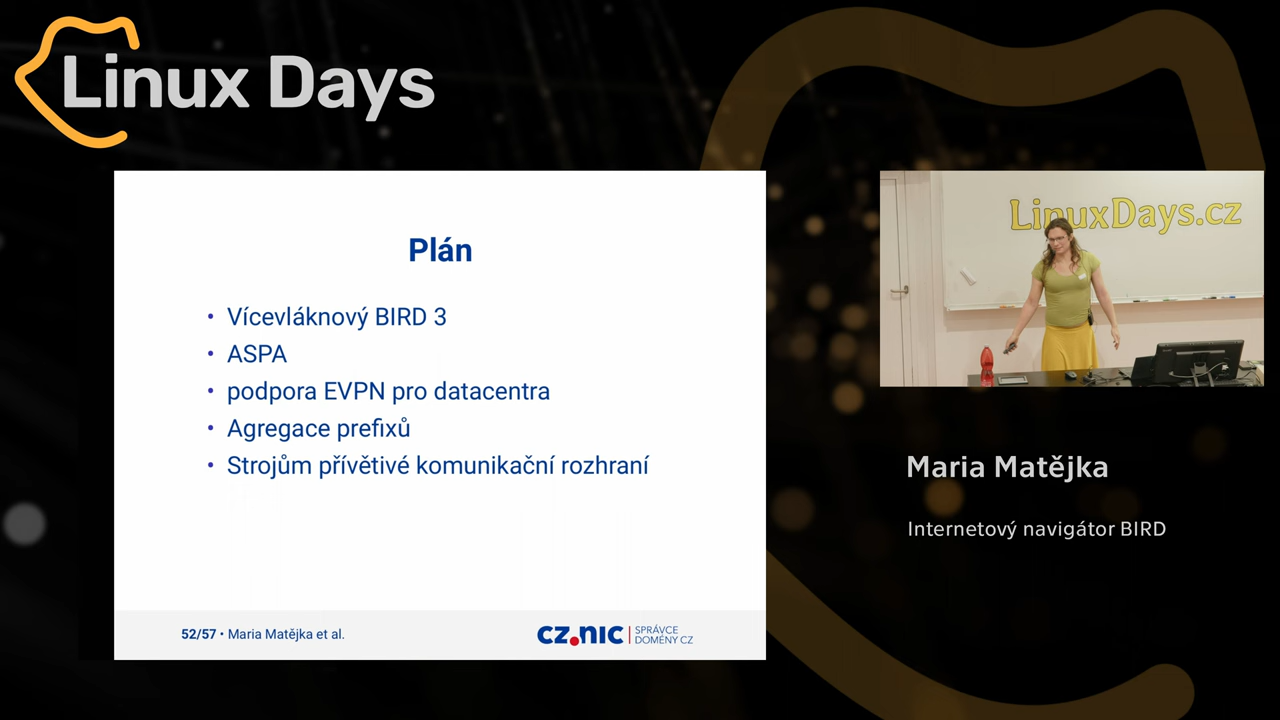 Linux Days
Plán
• Vícevláknový BIRD 3
• ASPA
• podpora EVPN pro datacentra
• Agregace prefixů
• Strojům přívětivé komunikační rozhraní
52/57 • Maria Matějka et al.
CZ.NIC | SPRÁVCE
DOMÉNY CZ
LinuxDays.cz
Maria Matějka
Internetový navigátor BIRD